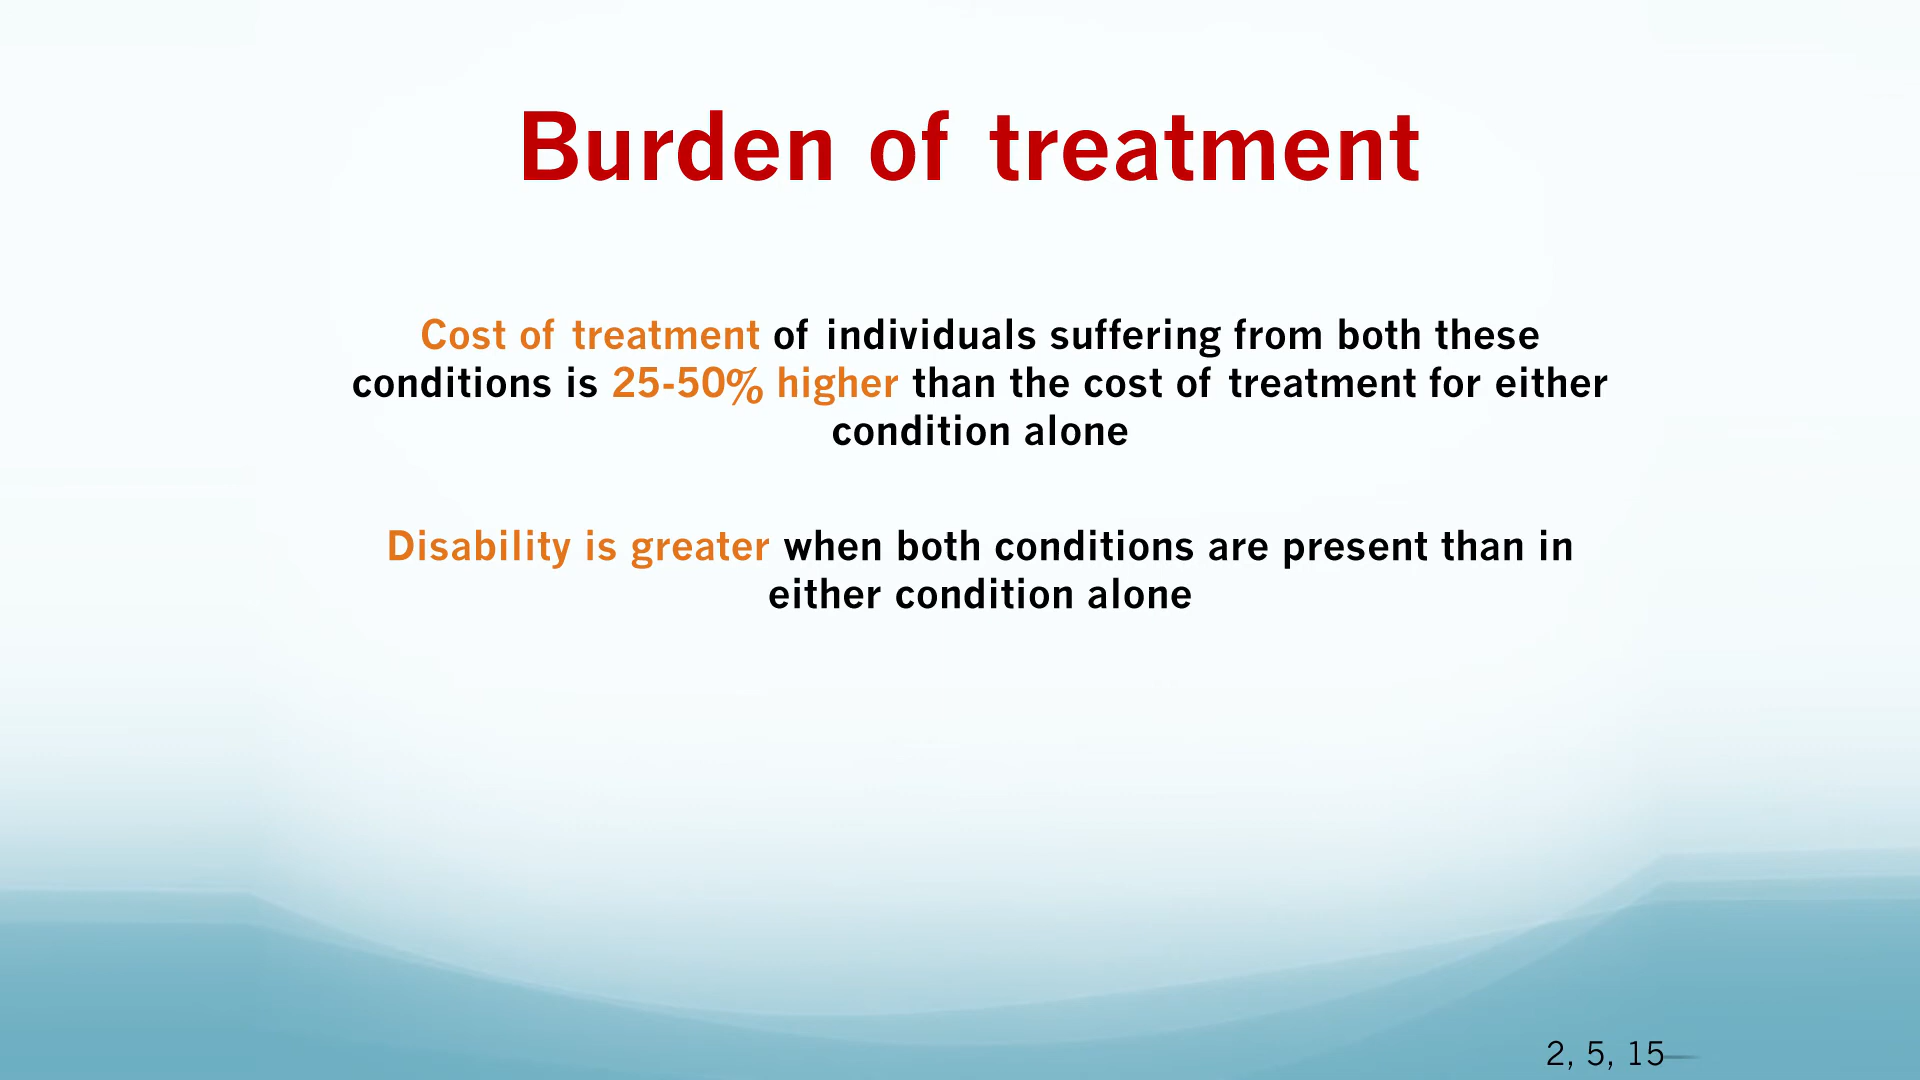 Burden of treatment
Cost of treatment of individuals suffering from both these
conditions is 25-50% higher than the cost of treatment for either
condition alone
Disability is greater when both conditions are present than in
either condition alone
2, 5, 15